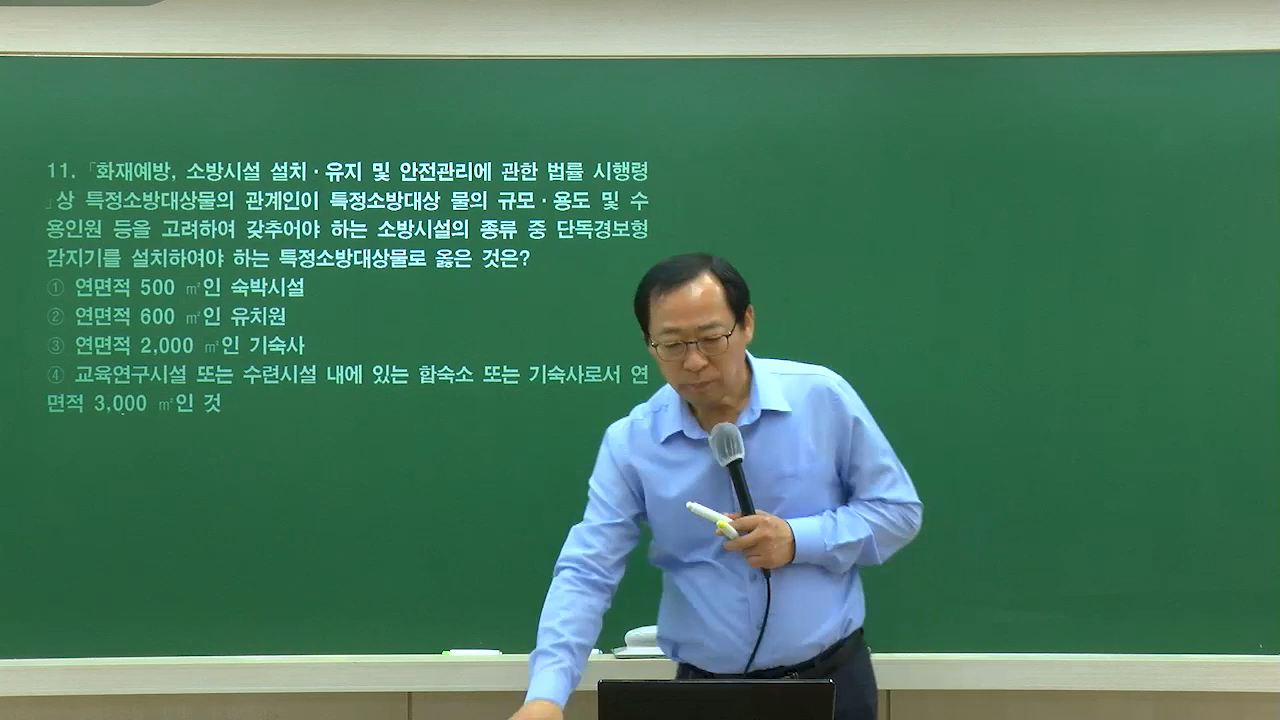 11. 「화재예방, 소방시설 설치·유지 및 안전관리에 관한 법률 시행령
」상 특정소방대상물의 관계인이 특정소방대상 물의 규모·용도 및 수
용인원 등을 고려하여 갖추어야 하는 소방시설의 종류 중 단독경보형
감지기를 설치하여야 하는 특정소방대상물로 옳은 것은?
① 연면적 500 ㎡인 숙박시설
② 연면적 600 ㎡인 유치원
③ 연면적 2,000 ㎡인 기숙사
④ 교육연구시설 또는 수련시설 내에 있는 합숙소 또는 기숙사로서 연
면적 3,000 ㎡인 것